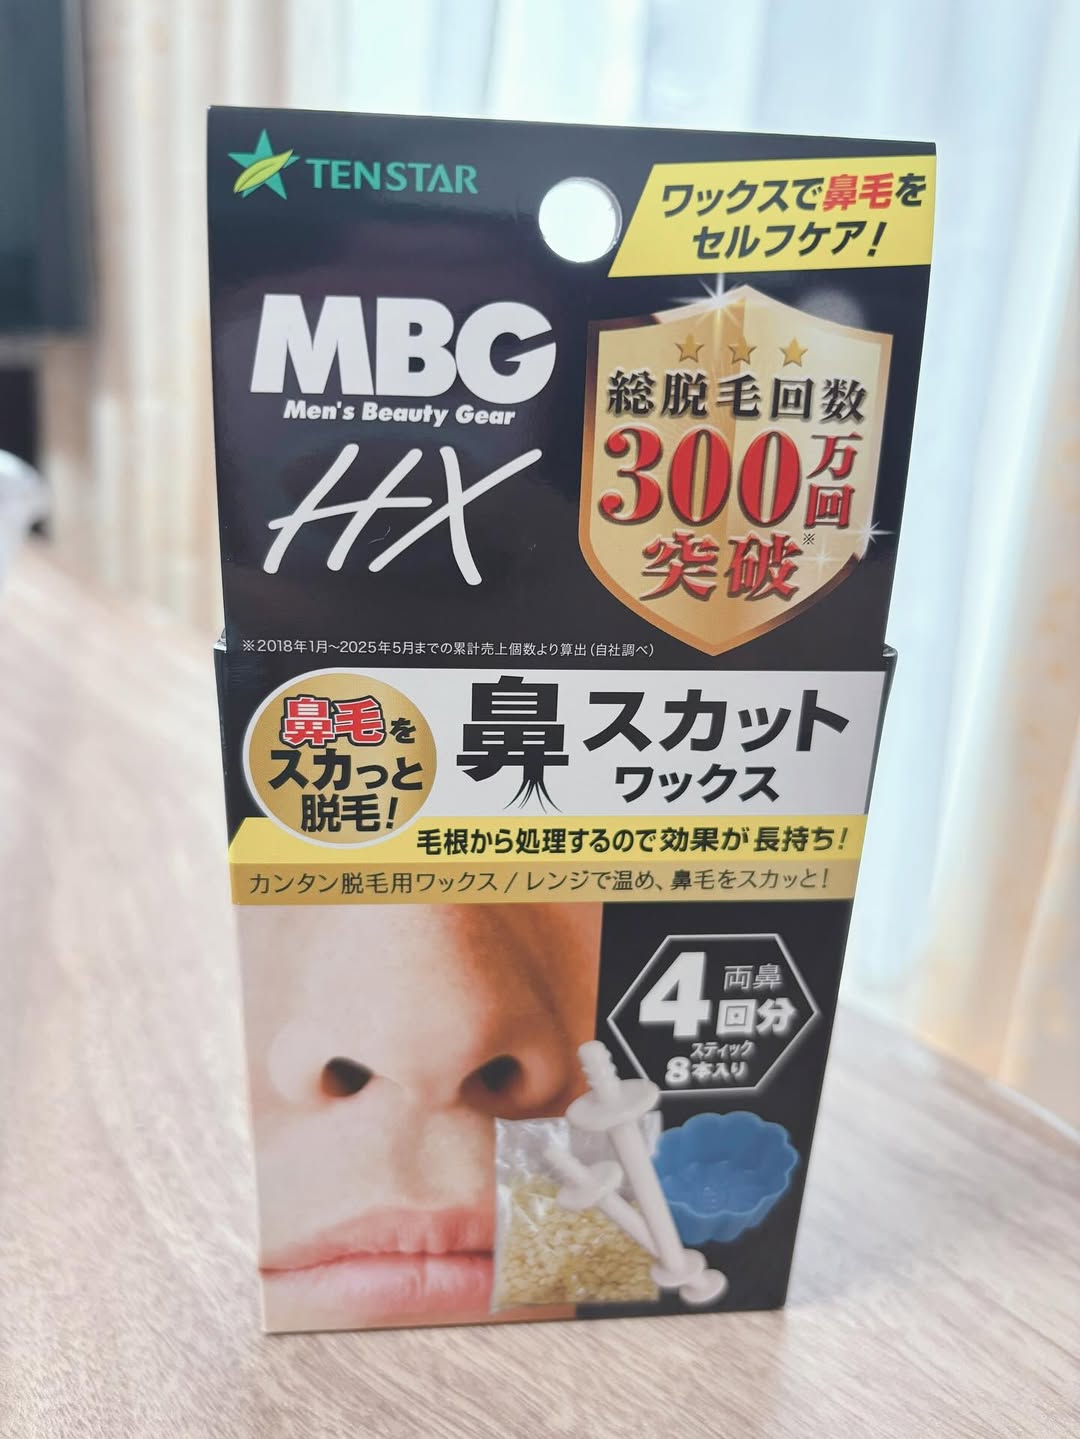 TENSTAR
ワックスで鼻毛を
セルフケア!
MBG
Men's Beauty Gear
HX
総脱毛回数
300万回
突破※
※2018年1月~2025年5月までの累計売上個数より算出(自社調べ)
鼻毛を
スカっと
脱毛!
鼻スカット
ワックス
毛根から処理するので効果が長持ち!
カンタン脱毛用ワックス/レンジで温め、鼻毛をスカッと!
両鼻
4回分
スティック
8本入り